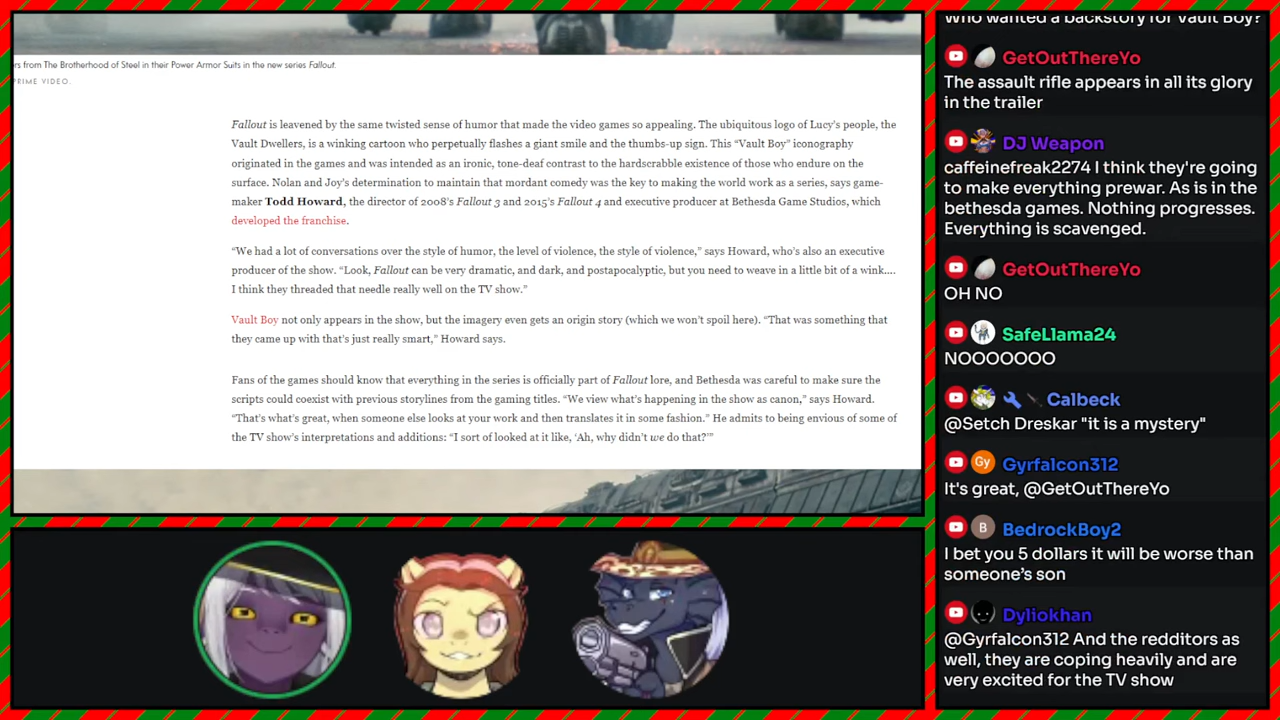 ers from The Brotherhood of Steel in their Power Armor Suits in the new series Fallout.
PRIME VIDEO.
Fallout is leavened by the same twisted sense of humor that made the video games so appealing. The ubiquitous logo of Lucy's people, the
Vault Dwellers, is a winking cartoon who perpetually flashes a giant smile and the thumbs-up sign. This “Vault Boy” iconography
originated in the games and was intended as an ironic, tone-deaf contrast to the hardscrabble existence of those who endure on the
surface. Nolan and Joy's determination to maintain that mordant comedy was the key to making the world work as a series, says game-
maker Todd Howard, the director of 2008's Fallout 3 and 2015's Fallout 4 and executive producer at Bethesda Game Studios, which
developed the franchise.
“We had a lot of conversations over the style of humor, the level of violence, the style of violence,” says Howard, who's also an executive
producer of the show. “Look, Fallout can be very dramatic, and dark, and postapocalyptic, but you need to weave in a little bit of a wink....
I think they threaded that needle really well on the TV show.”
Vault Boy not only appears in the show, but the imagery even gets an origin story (which we won't spoil here). “That was something that
they came up with that's just really smart,” Howard says.
Fans of the games should know that everything in the series is officially part of Fallout lore, and Bethesda was careful to make sure the
scripts could coexist with previous storylines from the gaming titles. “We view what's happening in the show as canon,” says Howard.
“That's what's great, when someone else looks at your work and then translates it in some fashion.” He admits to being envious of some of
the TV show's interpretations and additions: “I sort of looked at it like, ‘Ah, why didn't we do that?’”
Who wanted a backstory for Vault Boy?
GetOutThereYo
The assault rifle appears in all its glory
in the trailer
DJ Weapon
caffeinefreak2274 I think they're going
to make everything prewar. As is in the
bethesda games. Nothing progresses.
Everything is scavenged.
GetOutThereYo
OH NO
SafeLlama24
NOOOOOOO
Calbeck
@Setch Dreskar "it is a mystery"
Gy Gyrfalcon312
It's great, @GetOutThereYo
B BedrockBoy2
I bet you 5 dollars it will be worse than
someone's son
Dyliokhan
@Gyrfalcon312 And the redditors as
well, they are coping heavily and are
very excited for the TV show